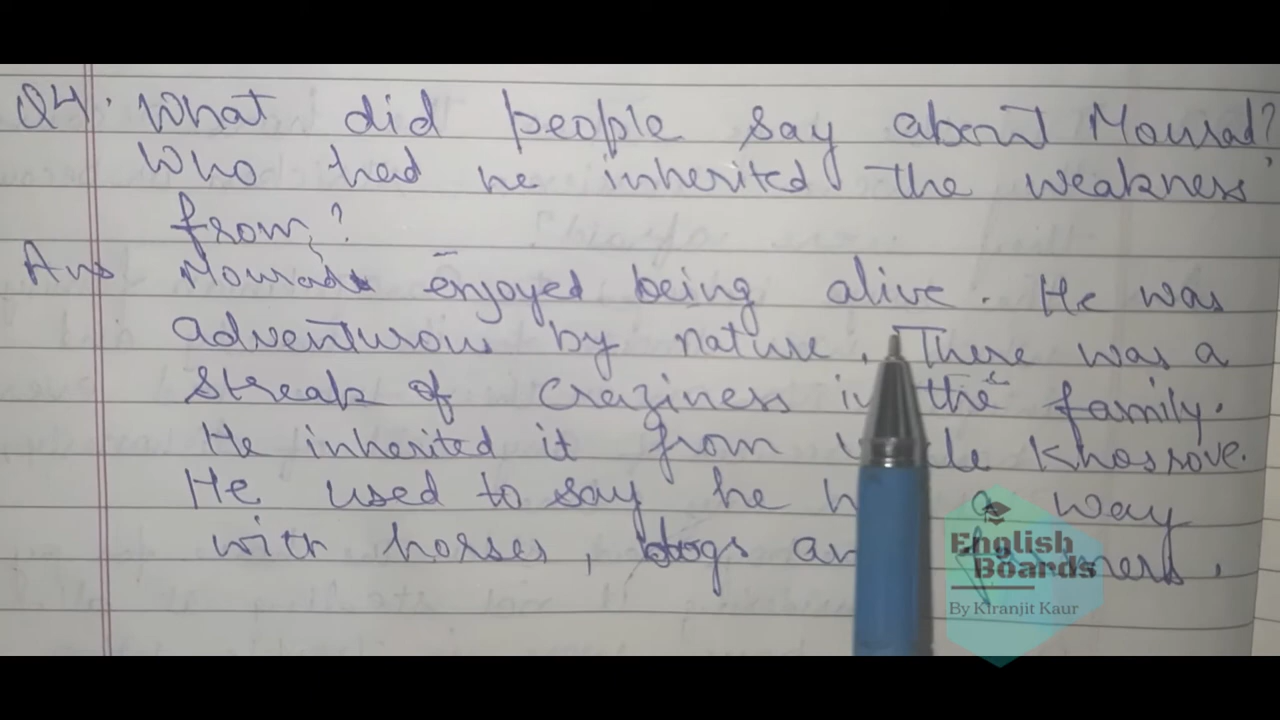 Q4. What did people say about Mourad?
Who had he inherited the weakness
from?
Ans Mourad enjoyed being alive. He was
adventurous by nature. There was a
streak of craziness in the family.
He inherited it from Khosrove.
He used to say he a way
with horses, dogs
English
Boards
By Kiranjit Kaur